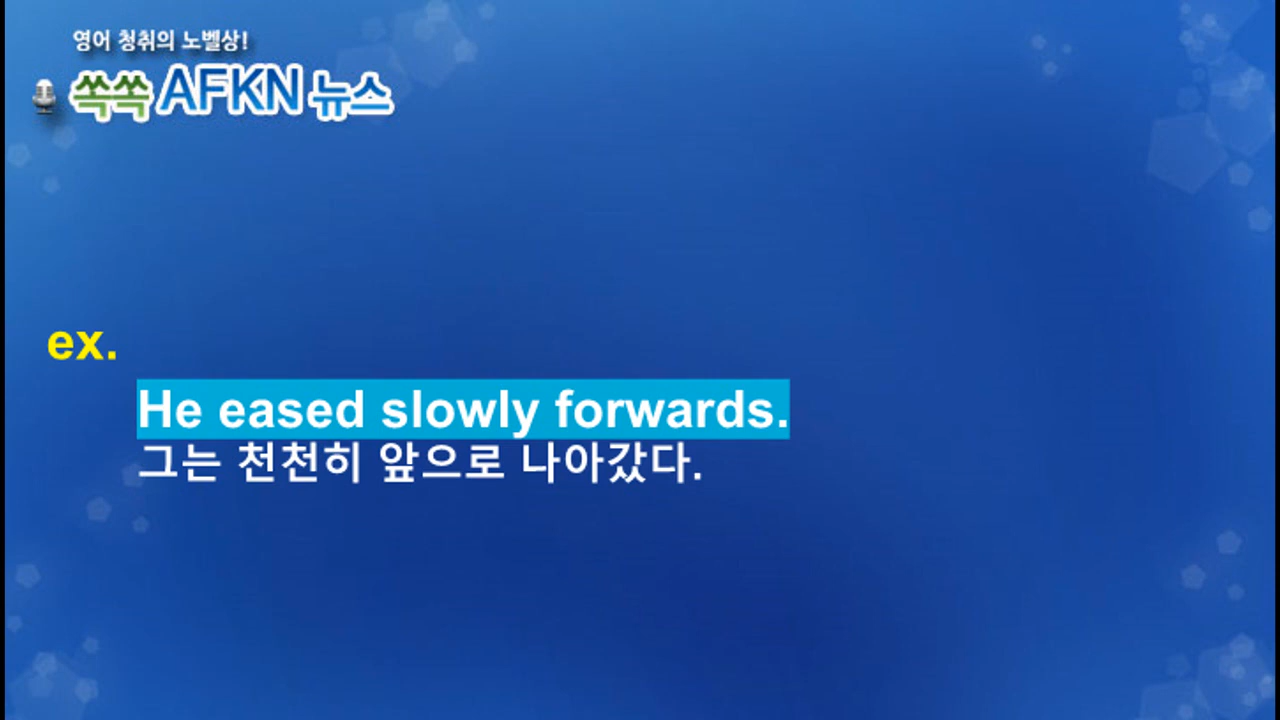 영어 청취의 노벨상!
쏙쏙 AFKN 뉴스
ex.
He eased slowly forwards.
그는 천천히 앞으로 나아갔다.